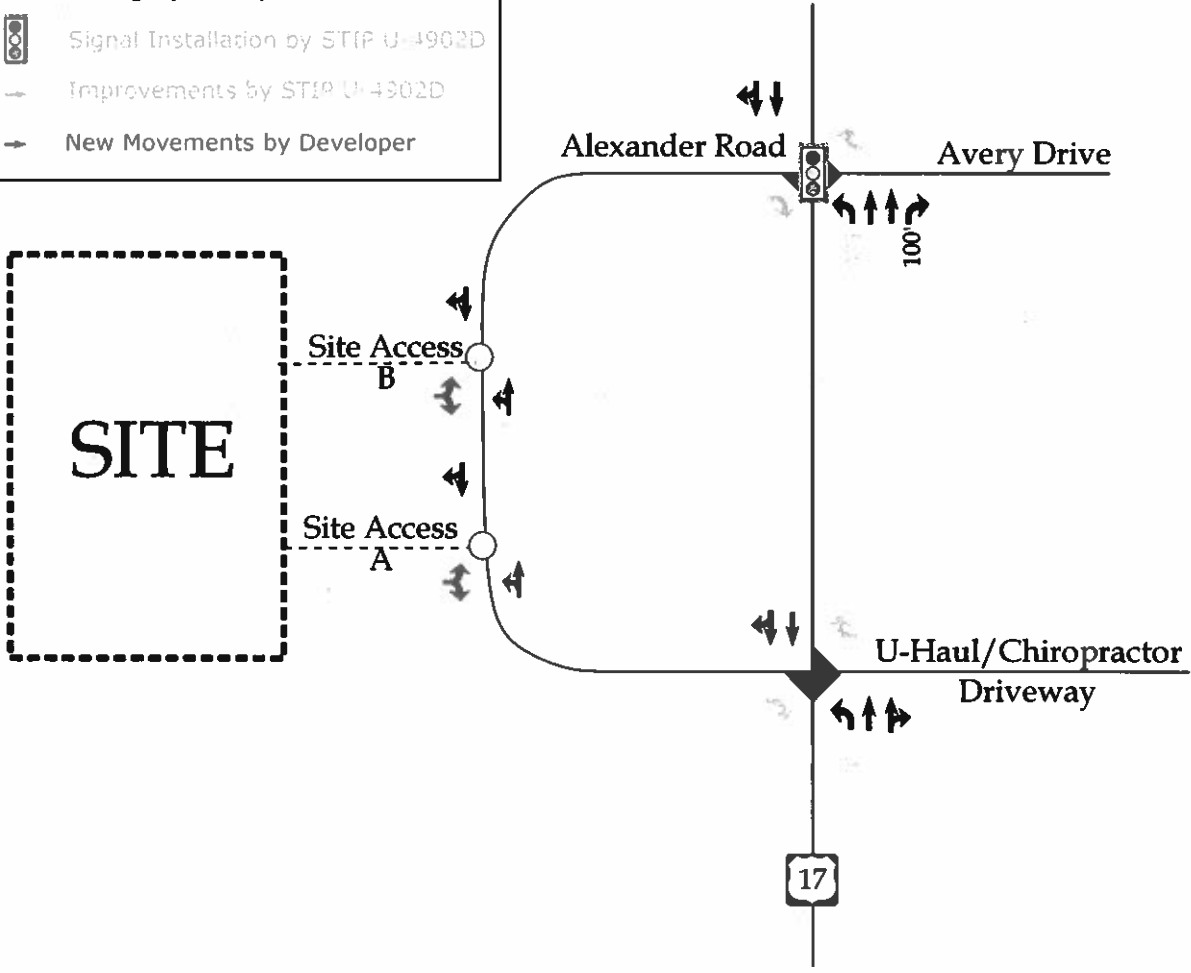 Signal Installation by STIP U-4902D
Improvements by STIP U-4902D
New Movements by Developer
Alexander Road
Avery Drive
100'
Site Access
B
SITE
Site Access
A
U-Haul/Chiropractor
Driveway
17